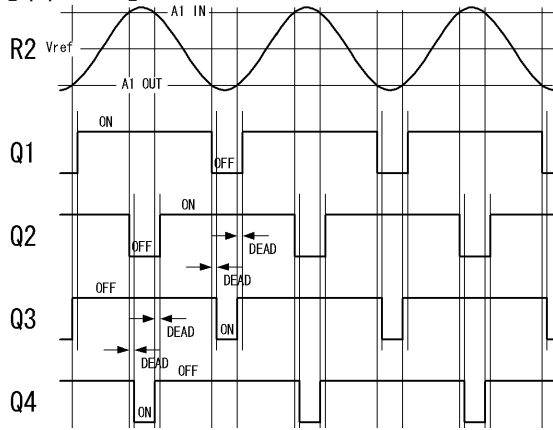 A1 IN
R2 Vref
A1 OUT
ON
Q1
OFF
ON
Q2
OFF
DEAD
DEAD
OFF
Q3
DEAD
ON
DEAD
OFF
Q4
ON